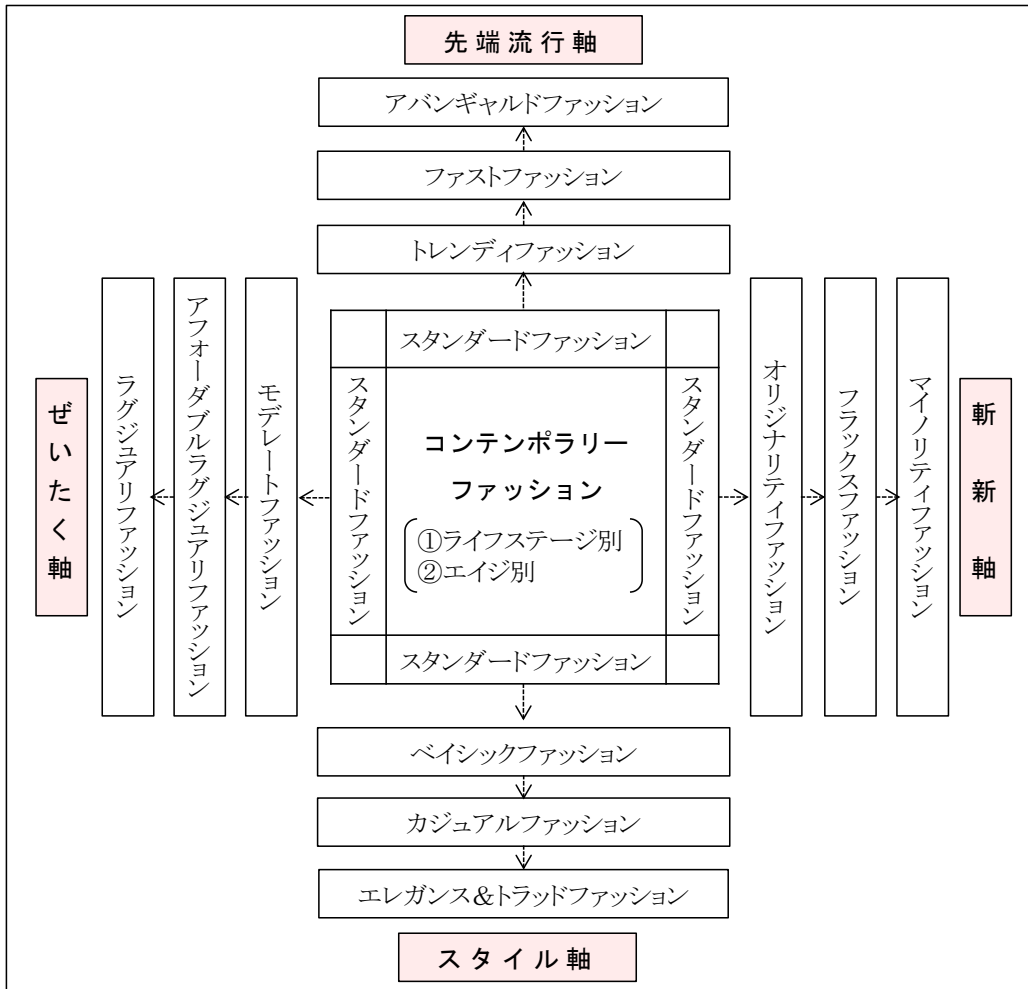 先端流行軸
アバンギャルドファッション
ファストファッション
トレンディファッション
ぜいたく軸
ラグジュアリファッション
アフォーダブルラグジュアリファッション
モデレートファッション
スタンダードファッション
スタンダードファッション
コンテンポラリー
ファッション
①ライフステージ別
②エイジ別
スタンダードファッション
スタンダードファッション
オリジナリティファッション
フラックスファッション
マイノリティファッション
斬新軸
ベイシックファッション
カジュアルファッション
エレガンス&トラッドファッション
スタイル軸